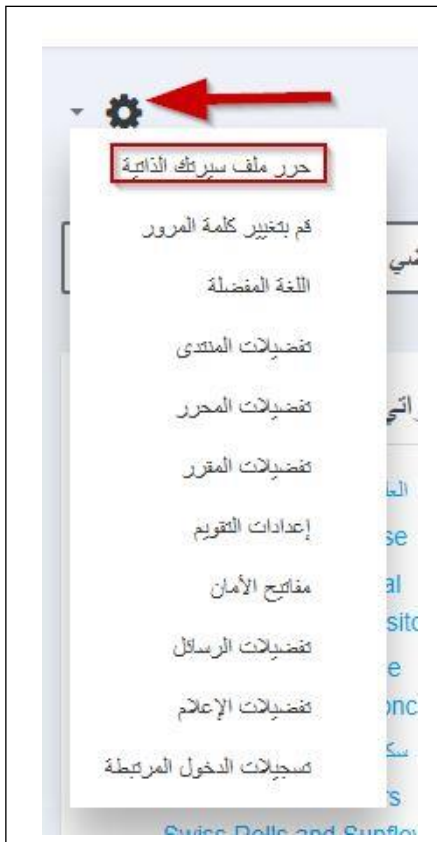 حرر ملف سيرتك الذاتية
قم بتغيير كلمة المرور
اللغة المفضلة
تفضيلات المنتدى
تفضيلات المحرر
تفضيلات المقرر
إعدادات التقويم
مفاتيح الأمان
تفضيلات الرسائل
تفضيلات الإعلام
تسجيلات الدخول المرتبطة